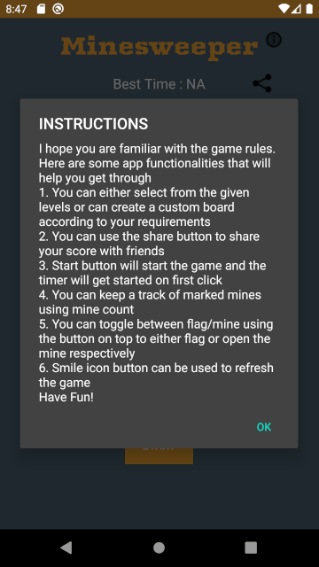 8:47
Minesweeper
Best Time : NA
INSTRUCTIONS
I hope you are familiar with the game rules.
Here are some app functionalities that will
help you get through
1. You can either select from the given
levels or can create a custom board
according to your requirements
2. You can use the share button to share
your score with friends
3. Start button will start the game and the
timer will get started on first click
4. You can keep a track of marked mines
using mine count
5. You can toggle between flag/mine using
the button on top to either flag or open the
mine respectively
6. Smile icon button can be used to refresh
the game
Have Fun!
OK